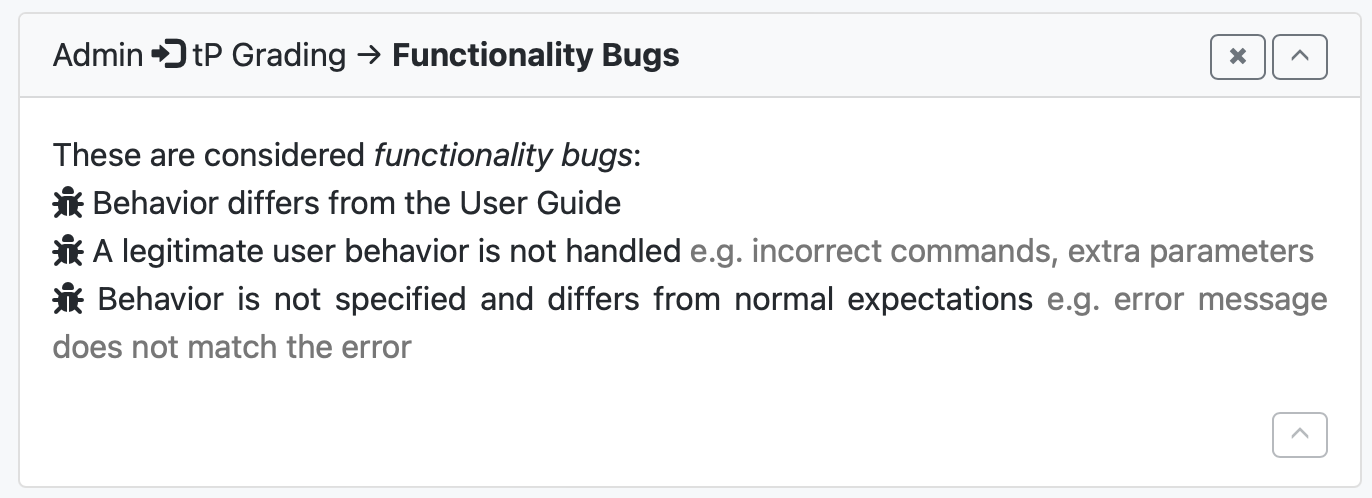 Admin tP Grading → Functionality Bugs
These are considered functionality bugs:
Behavior differs from the User Guide
A legitimate user behavior is not handled e.g. incorrect commands, extra parameters
Behavior is not specified and differs from normal expectations e.g. error message
does not match the error